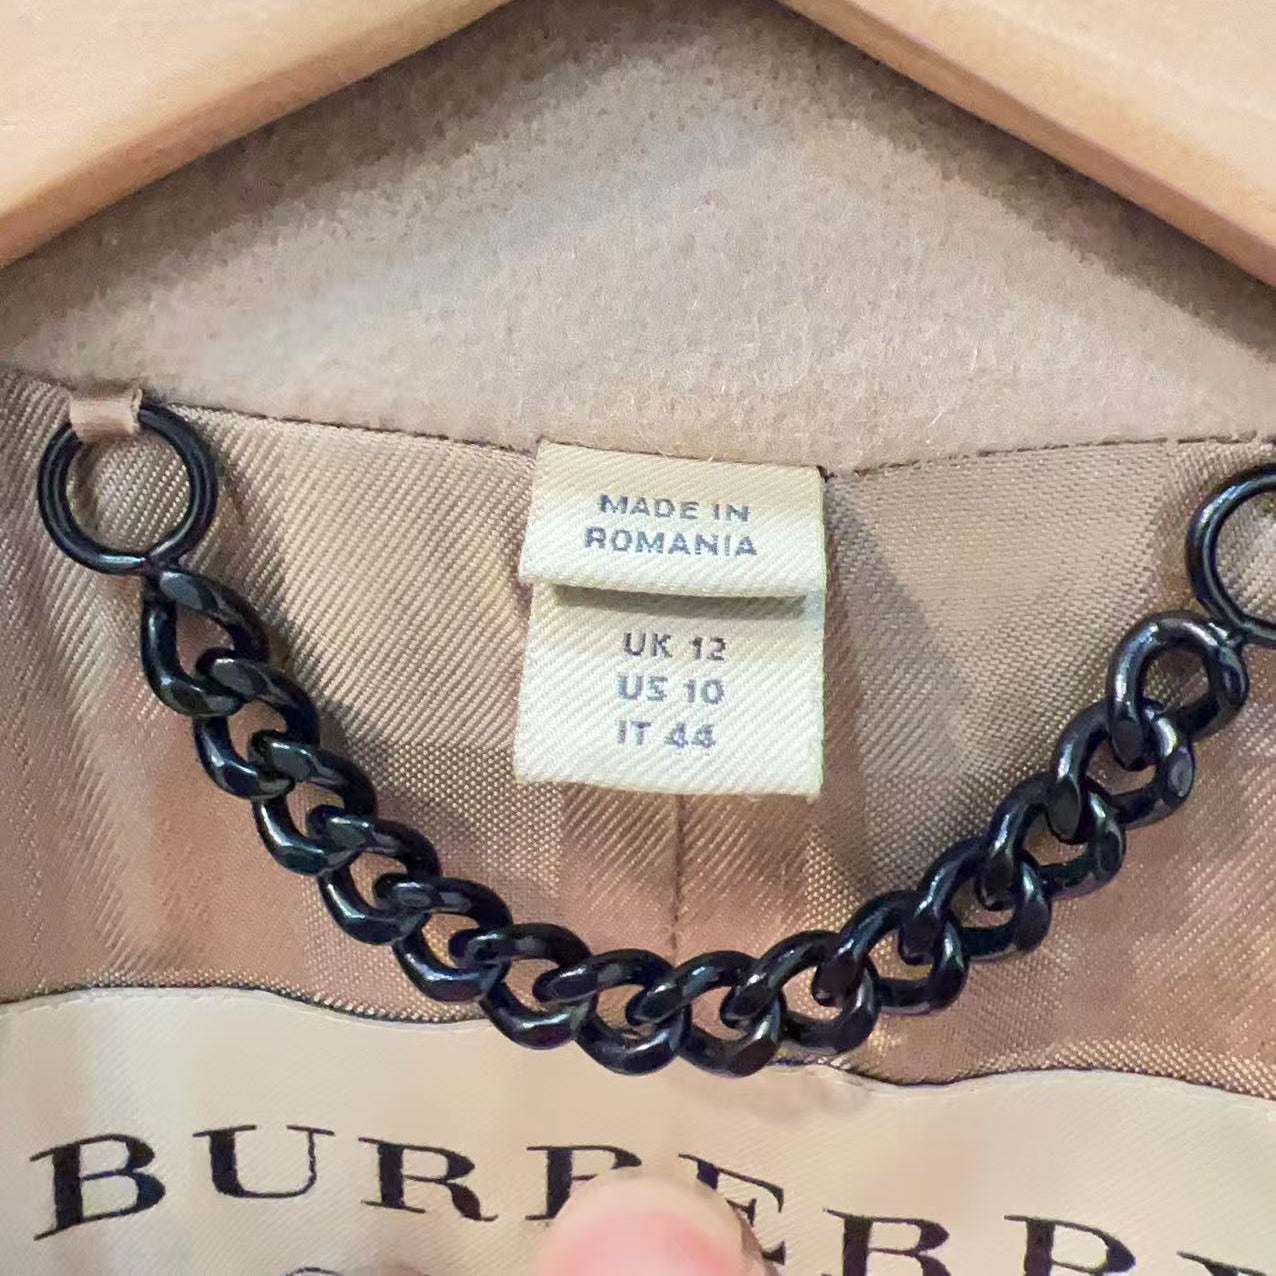 MADE IN
ROMANIA
UK 12
US 10
IT 44
BURBERRY